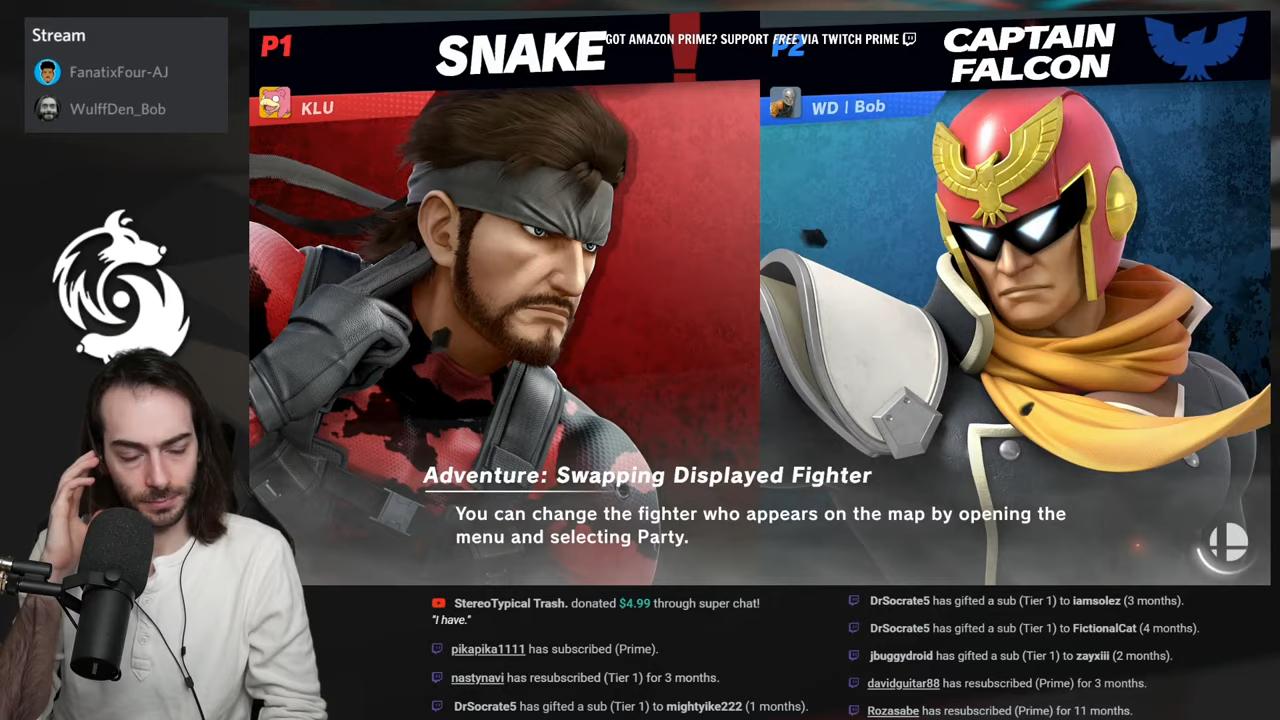 Stream
FanatixFour-AJ
WulffDen_Bob
P1
SNAKE
KLU
GOT AMAZON PRIME? SUPPORT FREE VIA TWITCH PRIME
P2
CAPTAIN
FALCON
WD | Bob
Adventure: Swapping Displayed Fighter
You can change the fighter who appears on the map by opening the
menu and selecting Party.
StereoTypical Trash. donated $4.99 through super chat!
"I have."
pikapika1111 has subscribed (Prime).
nastynavi has resubscribed (Tier 1) for 3 months.
DrSocrate5 has gifted a sub (Tier 1) to mightyike222 (1 months).
DrSocrate5 has gifted a sub (Tier 1) to iamsolez (3 months).
DrSocrate5 has gifted a sub (Tier 1) to FictionalCat (4 months).
jbuggydroid has gifted a sub (Tier 1) to zayxiii (2 months).
davidguitar88 has resubscribed (Prime) for 3 months.
Rozasabe has resubscribed (Prime) for 11 months.